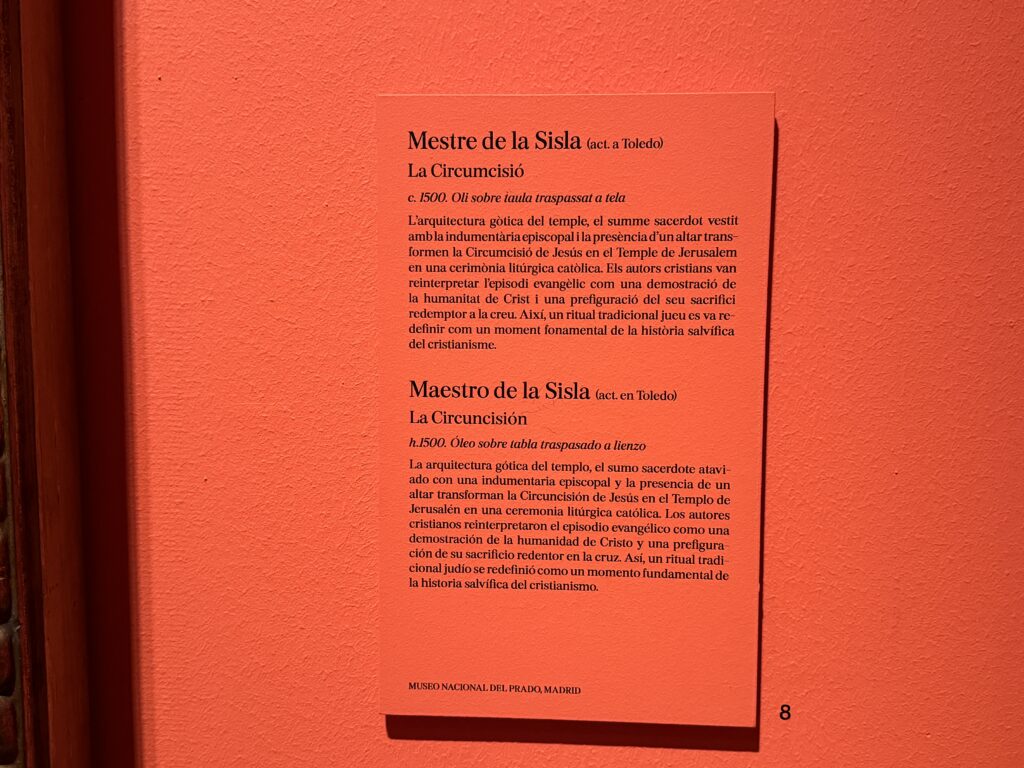 Mestre de la Sisla (act. a Toledo)
La Circumcisió
c. 1500. Oli sobre taula traspassat a tela
L'arquitectura gòtica del temple, el summe sacerdot vestit
amb la indumentària episcopal i la presència d'un altar trans-
formen la Circumcisió de Jesús en el Temple de Jerusalem
en una cerimònia litúrgica catòlica. Els autors cristians van
reinterpretar l'episodi evangèlic com una demostració de
la humanitat de Crist i una prefiguració del seu sacrifici
redemptor a la creu. Així, un ritual tradicional jueu es va re-
definir com un moment fonamental de la història salvífica
del cristianisme.
Maestro de la Sisla (act. en Toledo)
La Circuncisión
h.1500. Óleo sobre tabla traspasado a lienzo
La arquitectura gótica del templo, el sumo sacerdote atavi-
ado con una indumentaria episcopal y la presencia de un
altar transforman la Circuncisión de Jesús en el Templo de
Jerusalén en una ceremonia litúrgica católica. Los autores
cristianos reinterpretaron el episodio evangélico como una
demostración de la humanidad de Cristo y una prefigura-
ción de su sacrificio redentor en la cruz. Así, un ritual tradi-
cional judío se redefinió como un momento fundamental de
la historia salvífica del cristianismo.
MUSEO NACIONAL DEL PRADO, MADRID
8